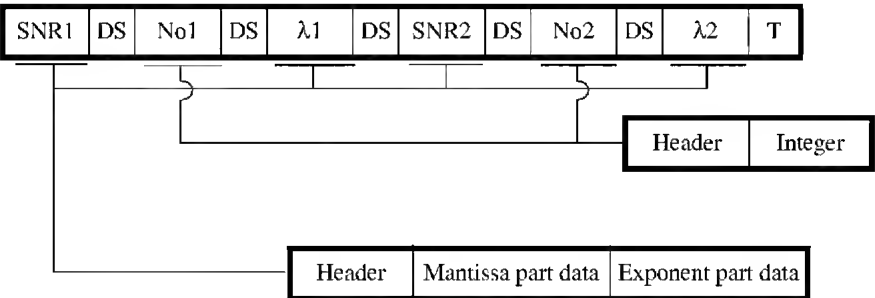 SNR1 DS No1 DS λ1 DS SNR2 DS No2 DS λ2 T
Header Integer
Header Mantissa part data Exponent part data